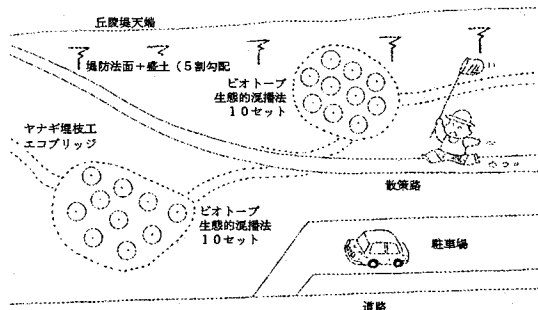 丘陵堤天端
堤防法面+盛土(5割勾配
ビオトープ
生態的混播法
10セット
ヤナギ埋枝工
エコブリッジ
散策路
ビオトープ
生態的混播法
10セット
駐車場
道路